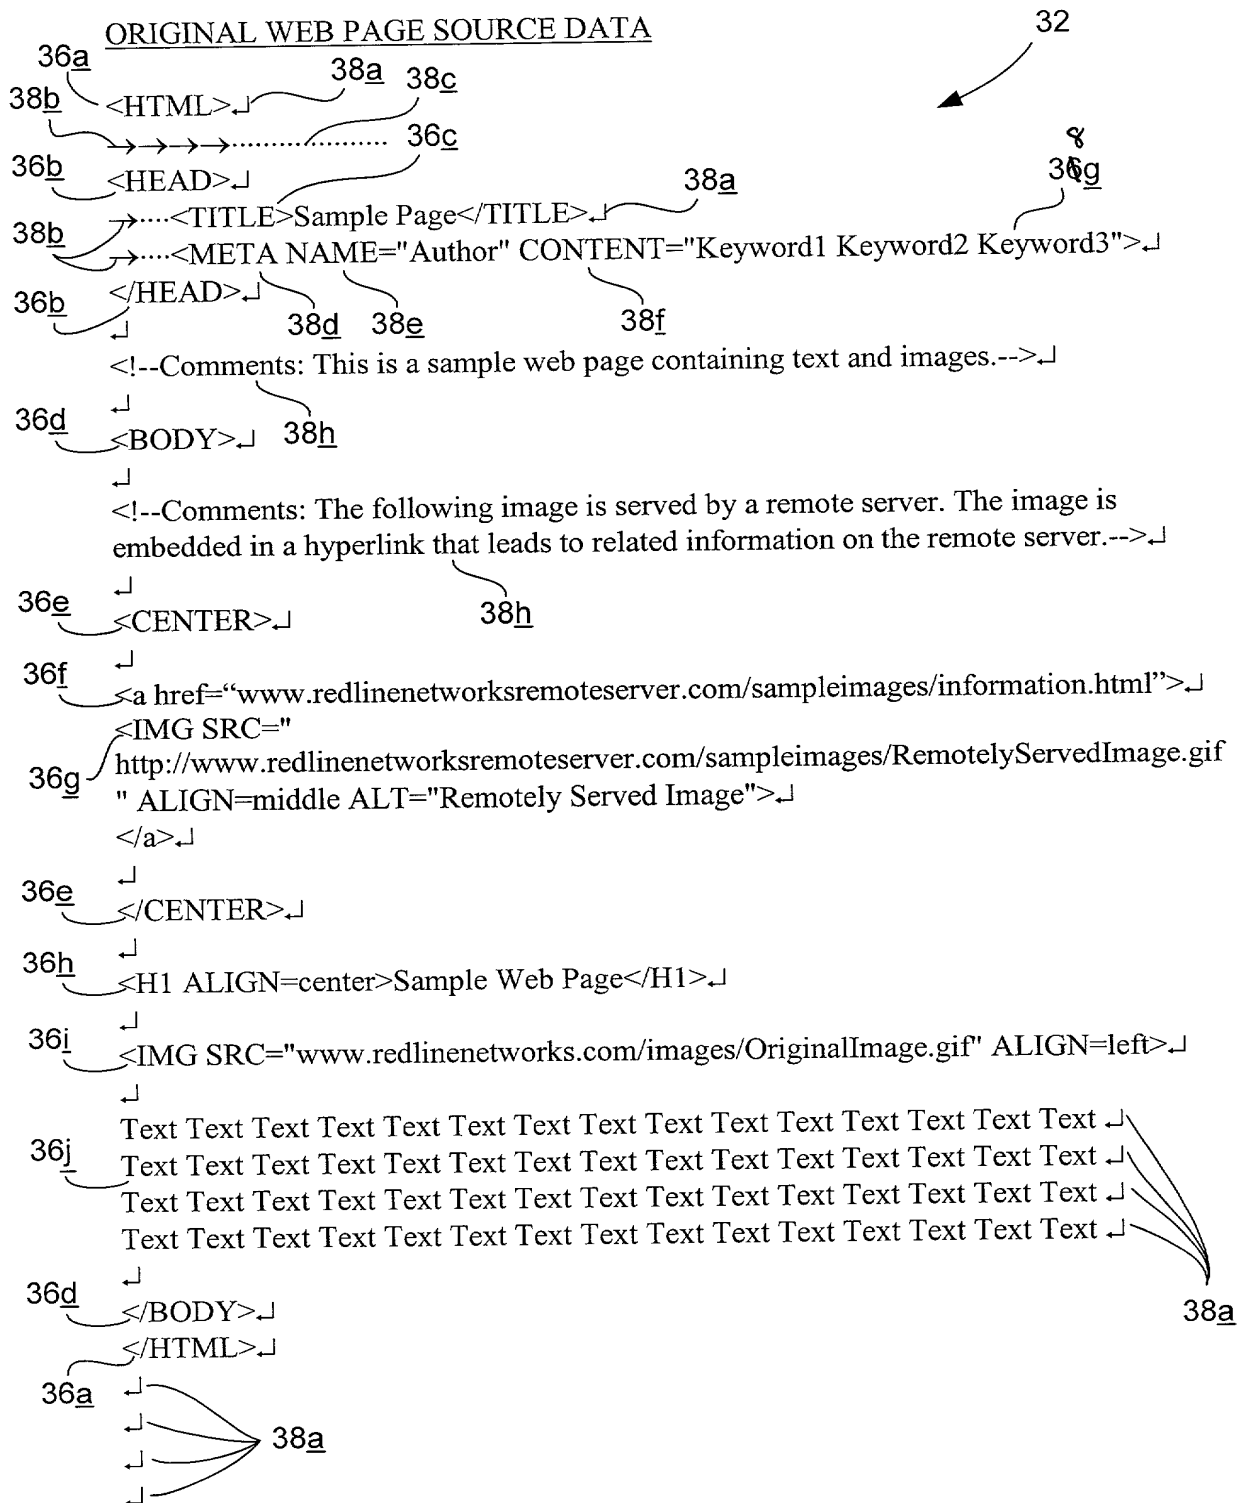 ORIGINAL WEB PAGE SOURCE DATA
32
36a
38a
38c
38b
<HTML>↵
→→→→····················
36c
8
36g
36b
<HEAD>↵
38a
→····<TITLE>Sample Page</TITLE>↵
38b
→····<META NAME="Author" CONTENT="Keyword1 Keyword2 Keyword3">↵
36b
</HEAD>↵
38d
38e
38f
↵
<!--Comments: This is a sample web page containing text and images.-->↵
↵
36d
<BODY>↵
38h
↵
<!--Comments: The following image is served by a remote server. The image is
embedded in a hyperlink that leads to related information on the remote server.-->↵
↵
36e
<CENTER>↵
38h
↵
36f
<a href=“www.redlinenetworksremoteserver.com/sampleimages/information.html”>↵
<IMG SRC="
36g
http://www.redlinenetworksremoteserver.com/sampleimages/RemotelyServedImage.gif
" ALIGN=middle ALT="Remotely Served Image">↵
</a>↵
↵
36e
</CENTER>↵
↵
36h
<H1 ALIGN=center>Sample Web Page</H1>↵
↵
36i
<IMG SRC="www.redlinenetworks.com/images/OriginalImage.gif" ALIGN=left>↵
↵
Text Text Text Text Text Text Text Text Text Text Text Text Text Text Text ↵
36j
Text Text Text Text Text Text Text Text Text Text Text Text Text Text Text ↵
Text Text Text Text Text Text Text Text Text Text Text Text Text Text Text ↵
Text Text Text Text Text Text Text Text Text Text Text Text Text Text Text ↵
↵
36d
</BODY>↵
38a
</HTML>↵
36a
↵
↵
38a
↵
↵